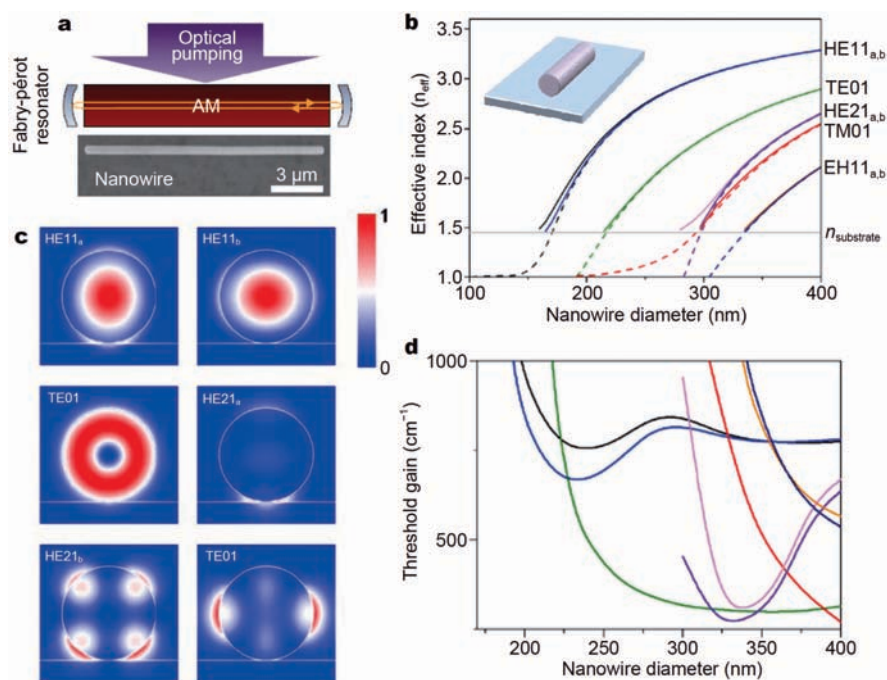 a
Optical
pumping
Fabry-pérot
resonator
AM
Nanowire
3 μm
b
Effective index (n_eff)
3.5
3.0
2.5
2.0
1.5
1.0
100
200
300
400
Nanowire diameter (nm)
HE11a,b
TE01
HE21a,b
TM01
EH11a,b
n_substrate
c
HE11a
HE11b
1
0
TE01
HE21a
HE21b
TE01
d
Threshold gain (cm⁻¹)
1000
500
200
250
300
350
400
Nanowire diameter (nm)